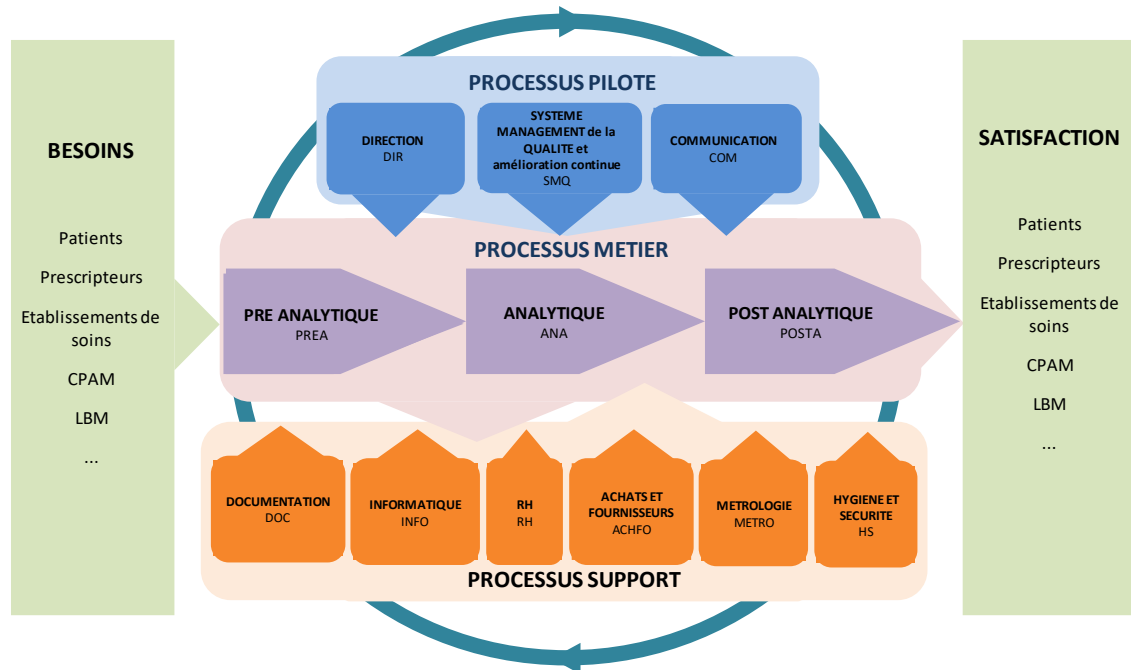 BESOINS
Patients
Prescripteurs
Etablissements de
soins
CPAM
LBM
...
PROCESSUS PILOTE
DIRECTION
DIR
SYSTEME
MANAGEMENT de la
QUALITE et
amélioration continue
SMQ
COMMUNICATION
COM
PROCESSUS METIER
PRE ANALYTIQUE
PREA
ANALYTIQUE
ANA
POST ANALYTIQUE
POSTA
DOCUMENTATION
DOC
INFORMATIQUE
INFO
RH
RH
ACHATS ET
FOURNISSEURS
ACHFO
METROLOGIE
METRO
HYGIENE ET
SECURITE
HS
PROCESSUS SUPPORT
SATISFACTION
Patients
Prescripteurs
Etablissements de
soins
CPAM
LBM
...